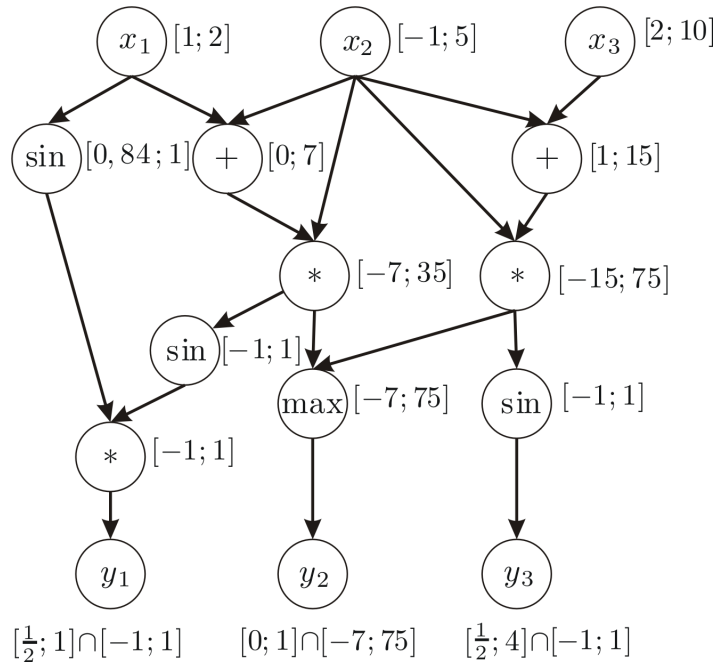 x₁ [1; 2] x₂ [−1; 5] x₃ [2; 10]
sin [0, 84; 1] + [0; 7] + [1; 15]
* [−7; 35] * [−15; 75]
sin [−1; 1]
max [−7; 75] sin [−1; 1]
* [−1; 1]
y₁ y₂ y₃
[½; 1]∩[−1; 1] [0; 1]∩[−7; 75] [½; 4]∩[−1; 1]